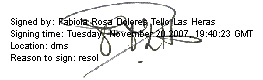 Signed by: Fabiola Rosa Dolores Tello Las Heras
Signing time: Tuesday, November 20 2007, 19:40:23 GMT
Location: dms
Reason to sign: resol